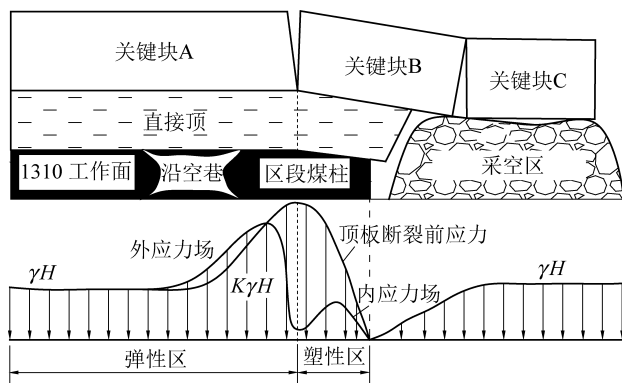 关键块A
关键块B
关键块C
直接顶
1310 工作面
沿空巷
区段煤柱
采空区
外应力场
顶板断裂前应力
γH
KγH
内应力场
γH
弹性区
塑性区